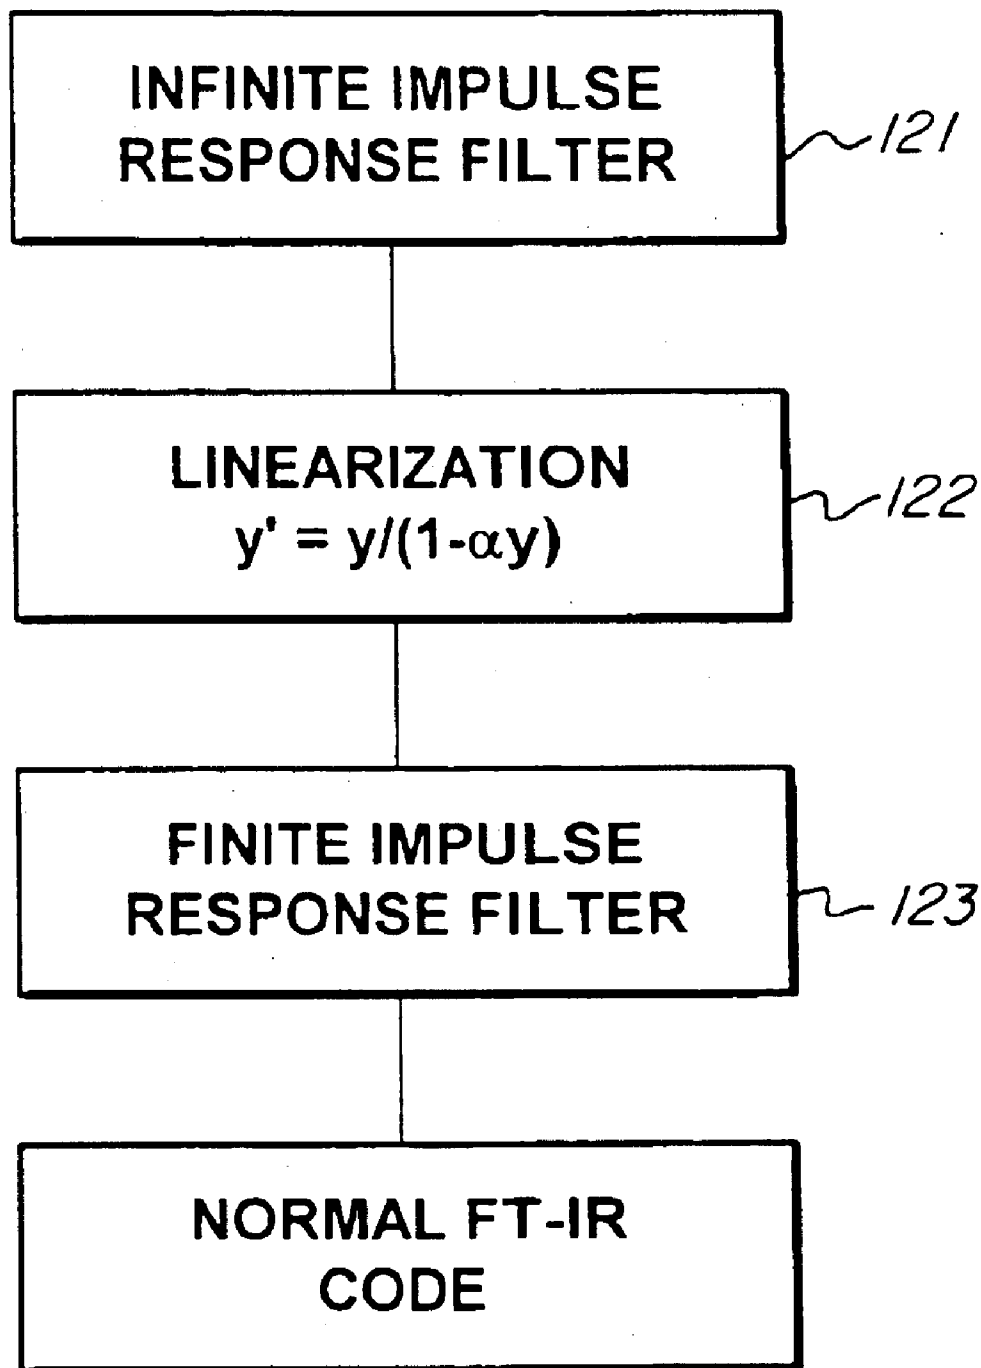 INFINITE IMPULSE
RESPONSE FILTER
121
LINEARIZATION
y' = y/(1-αy)
122
FINITE IMPULSE
RESPONSE FILTER
123
NORMAL FT-IR
CODE